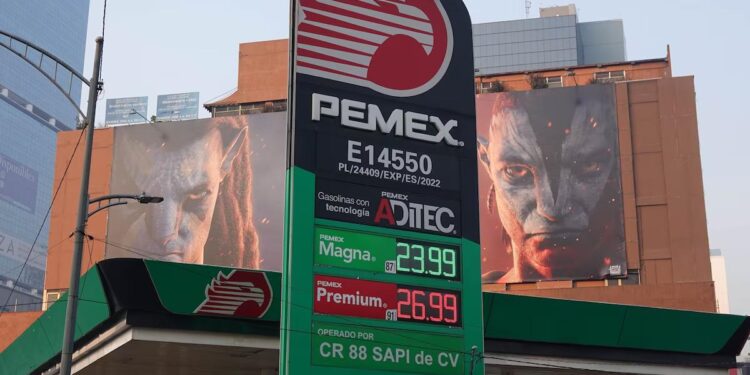 PEMEX®
E14550
PL/24409/EXP/ES/2022
Gasolinas con
tecnología
PEMEX
ADITEC
PEMEX
Magna®
87
23.99
PEMEX
Premium®
91
26.99
OPERADO POR
CR 88 SAPI de CV